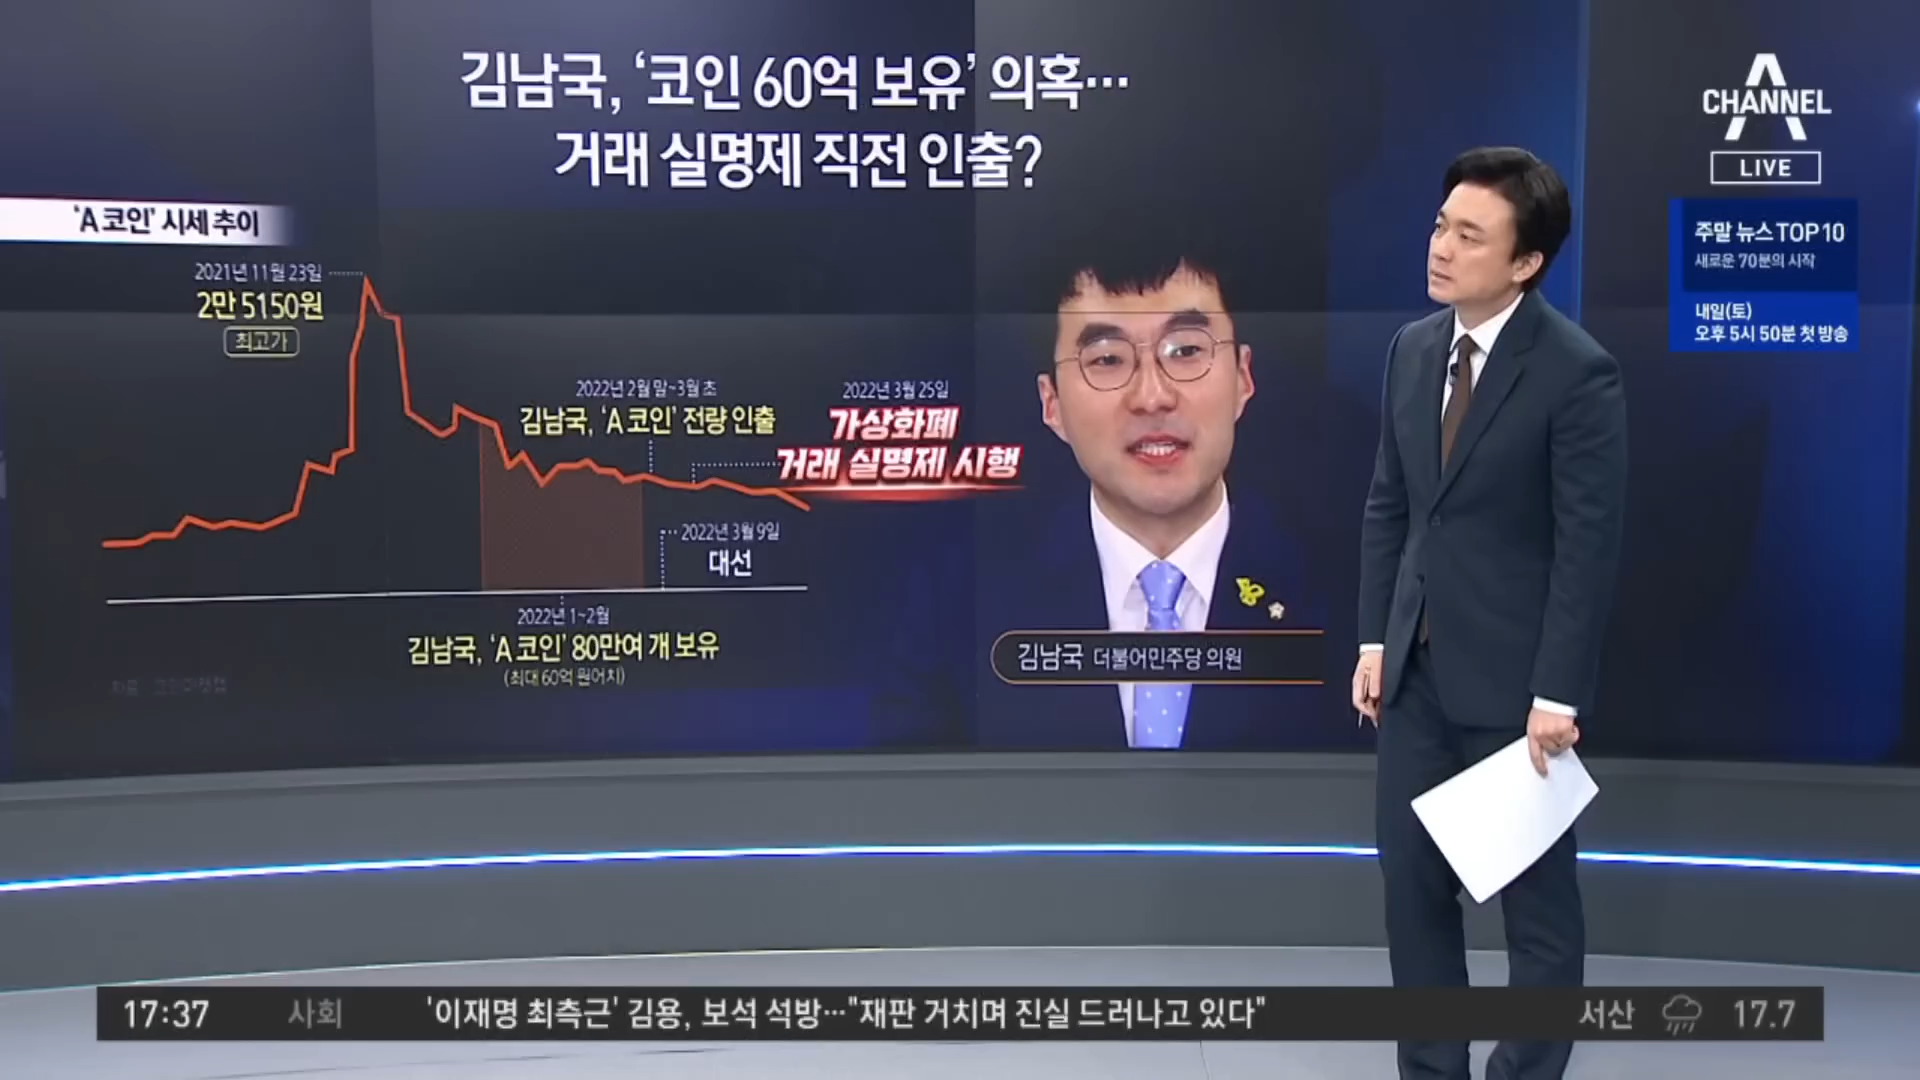 김남국, ‘코인 60억 보유’ 의혹…
거래 실명제 직전 인출?
CHANNEL A
LIVE
주말 뉴스 TOP 10
새로운 70분의 시작
내일(토)
오후 5시 50분 첫 방송
‘A 코인’ 시세 추이
2021년 11월 23일
2만 5150원
최고가
2022년 2월 말~3월 초
김남국, ‘A 코인’ 전량 인출
2022년 3월 25일
가상화폐
거래 실명제 시행
2022년 3월 9일
대선
2022년 1~2월
김남국, ‘A 코인’ 80만여 개 보유
(최대 60억 원어치)
자료 : 코인마켓캡
김남국 더불어민주당 의원
17:37 사회 '이재명 최측근' 김용, 보석 석방…"재판 거치며 진실 드러나고 있다" 서산 17.7